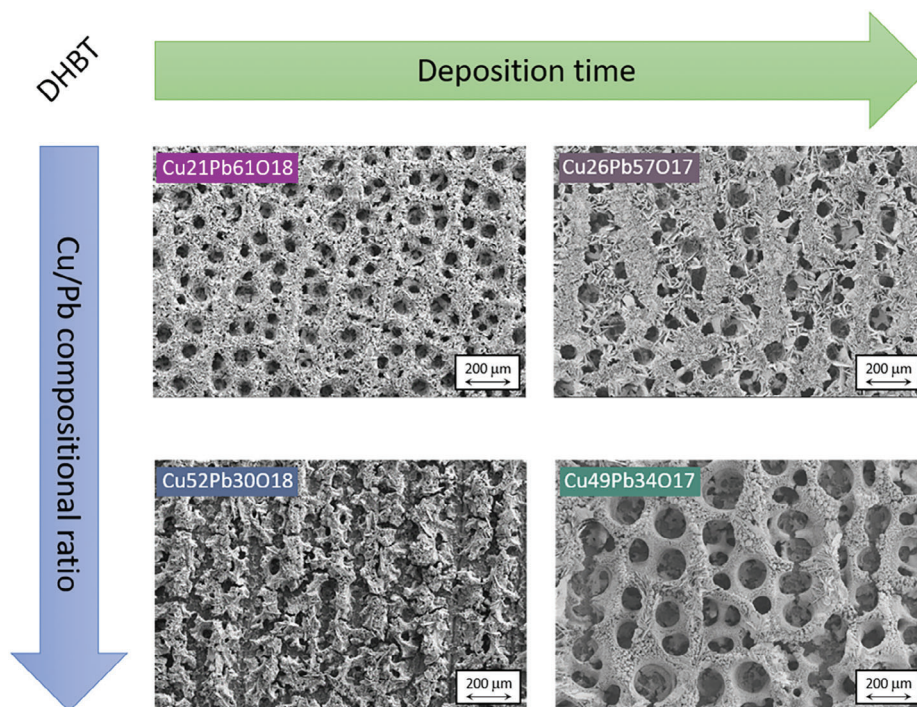 DHBT
Deposition time
Cu/Pb compositional ratio
Cu21Pb61O18
200 μm
Cu26Pb57O17
200 μm
Cu52Pb30O18
200 μm
Cu49Pb34O17
200 μm